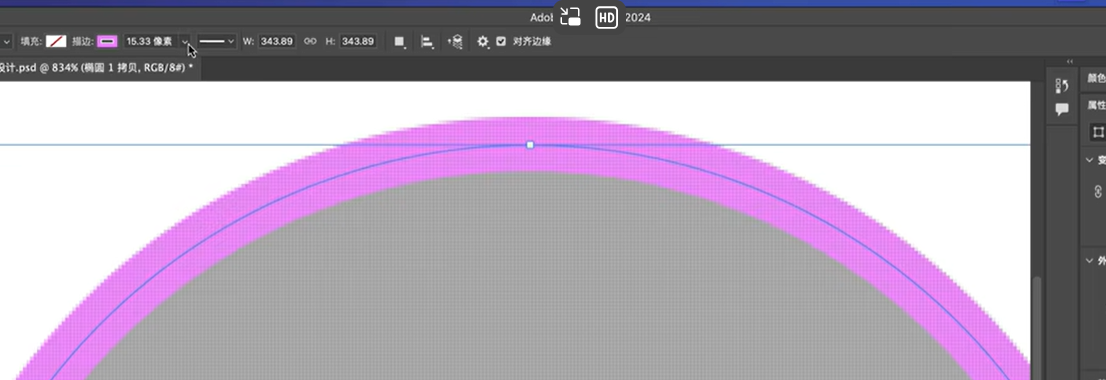 Adob HD 2024
填充: 描边: 15.33 像素 W: 343.89 H: 343.89 对齐边缘
设计.psd @ 834% (椭圆 1 拷贝, RGB/8#) *
颜色
属性
变
外